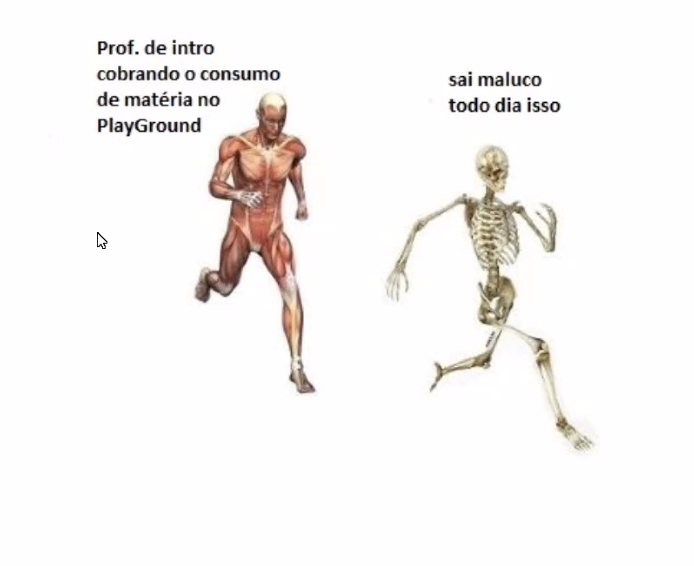 Prof. de intro
cobrando o consumo
de matéria no
PlayGround
sai maluco
todo dia isso